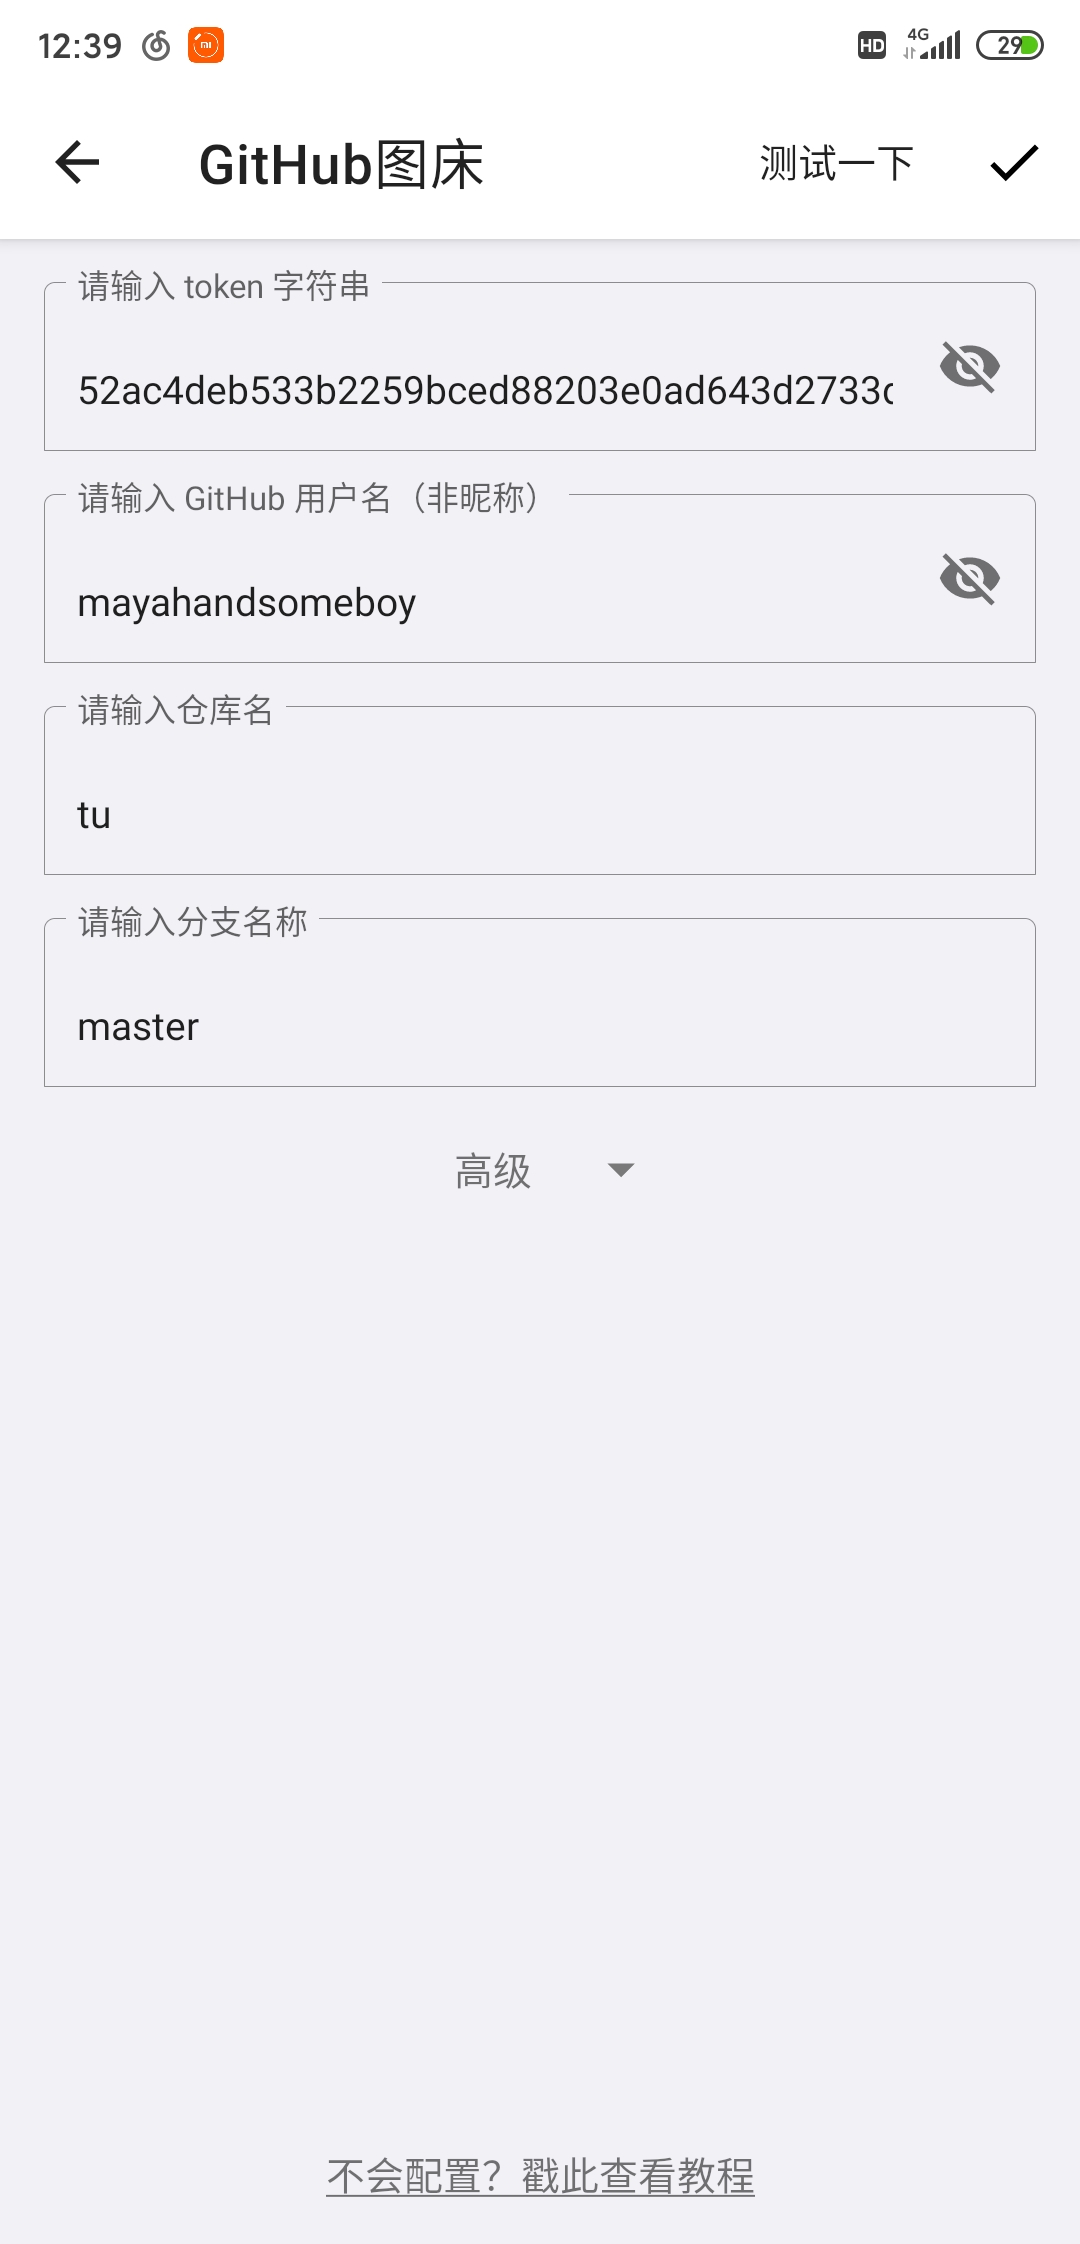 12:39
HD 4G 29
GitHub图床 测试一下
请输入 token 字符串
52ac4deb533b2259bced88203e0ad643d2733
请输入 GitHub 用户名（非昵称）
mayahandsomeboy
请输入仓库名
tu
请输入分支名称
master
高级
不会配置？戳此查看教程